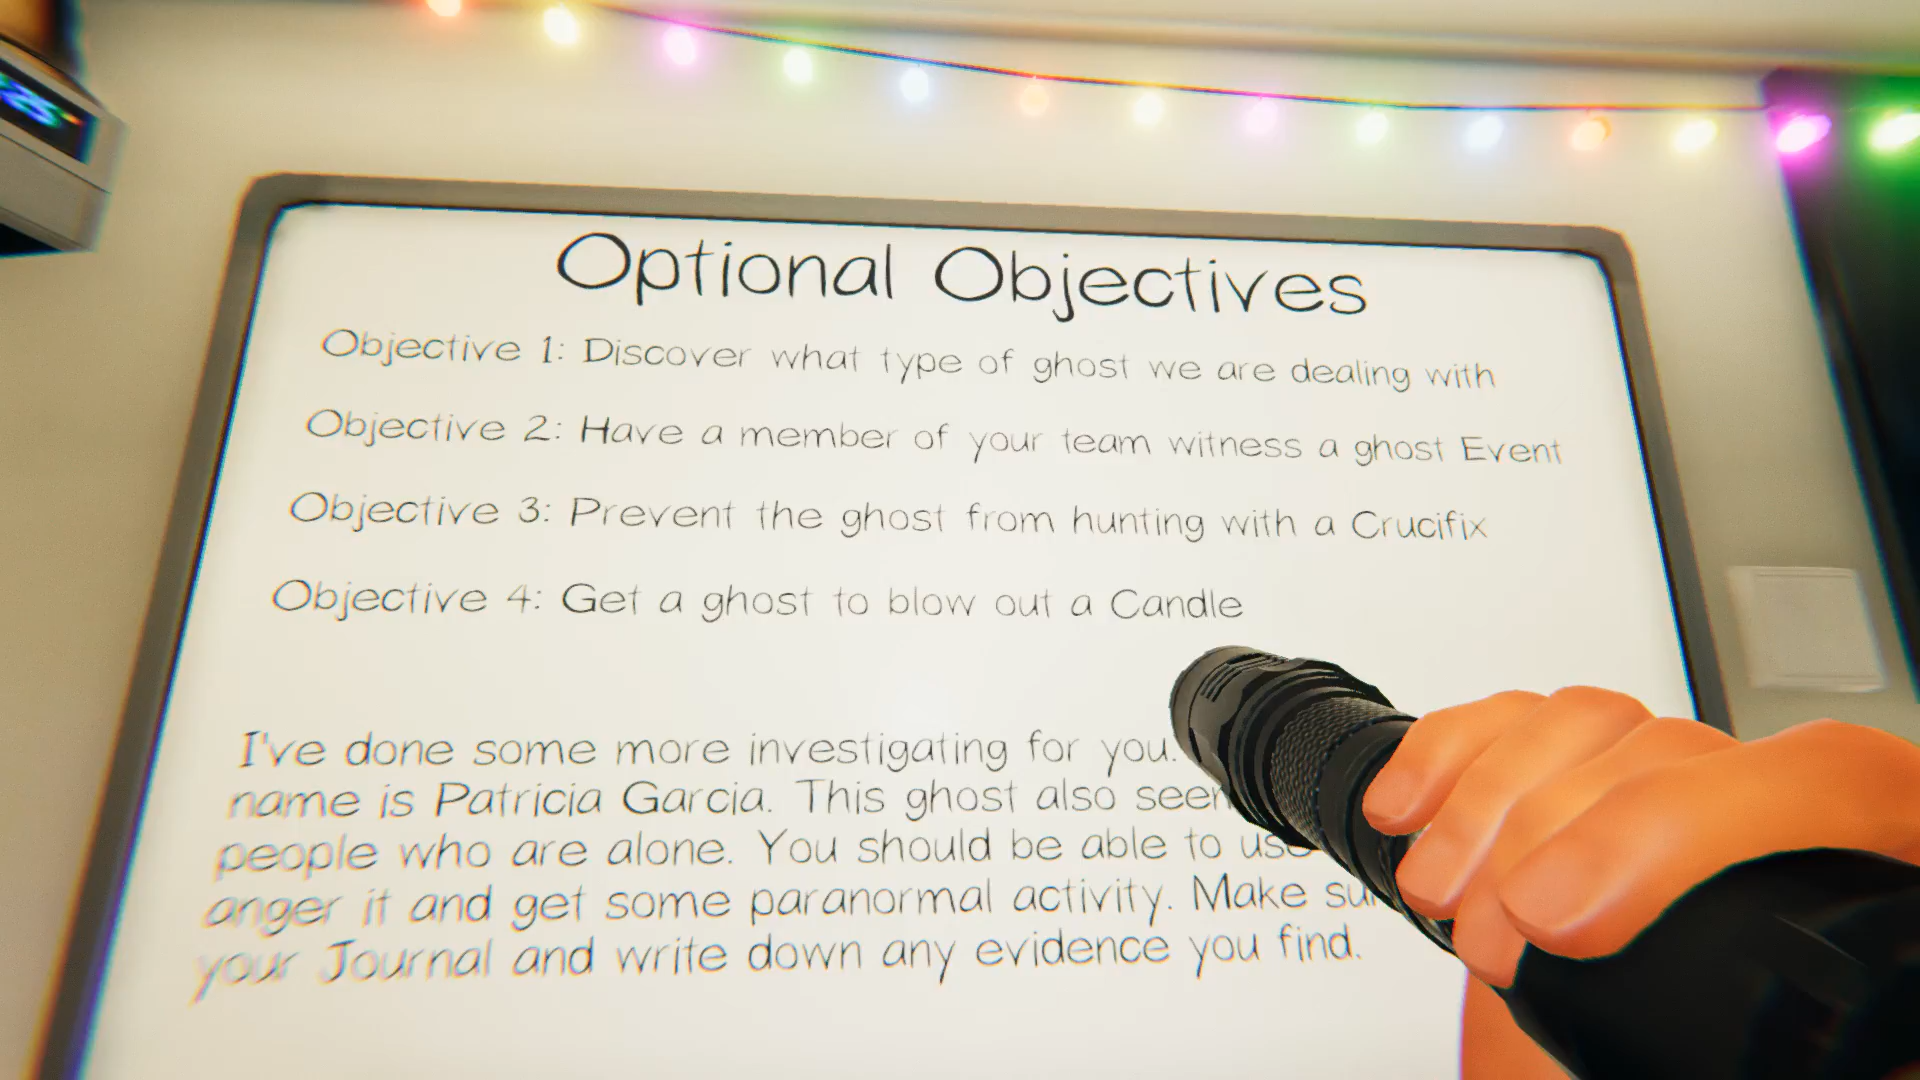 Optional Objectives
Objective 1: Discover what type of ghost we are dealing with
Objective 2: Have a member of your team witness a ghost Event
Objective 3: Prevent the ghost from hunting with a Crucifix
Objective 4: Get a ghost to blow out a Candle
I've done some more investigating for you.
name is Patricia Garcia. This ghost also
people who are alone. You should be able to
anger it and get some paranormal activity. Make
your Journal and write down any evidence you find.